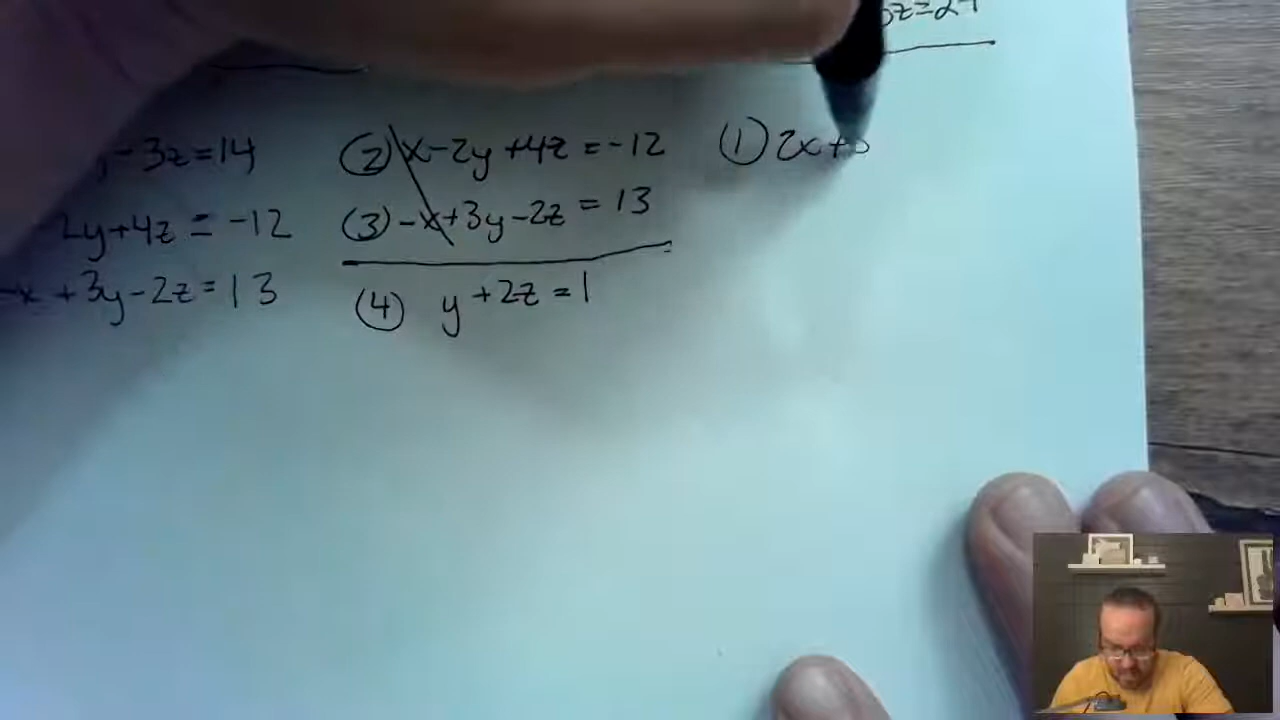 z=2
y-3z=14
2y+4z=-12
-x+3y-2z=13
(2) x-2y+4z=-12
(3) -x+3y-2z=13
(4) y+2z=1
(1) 2x+